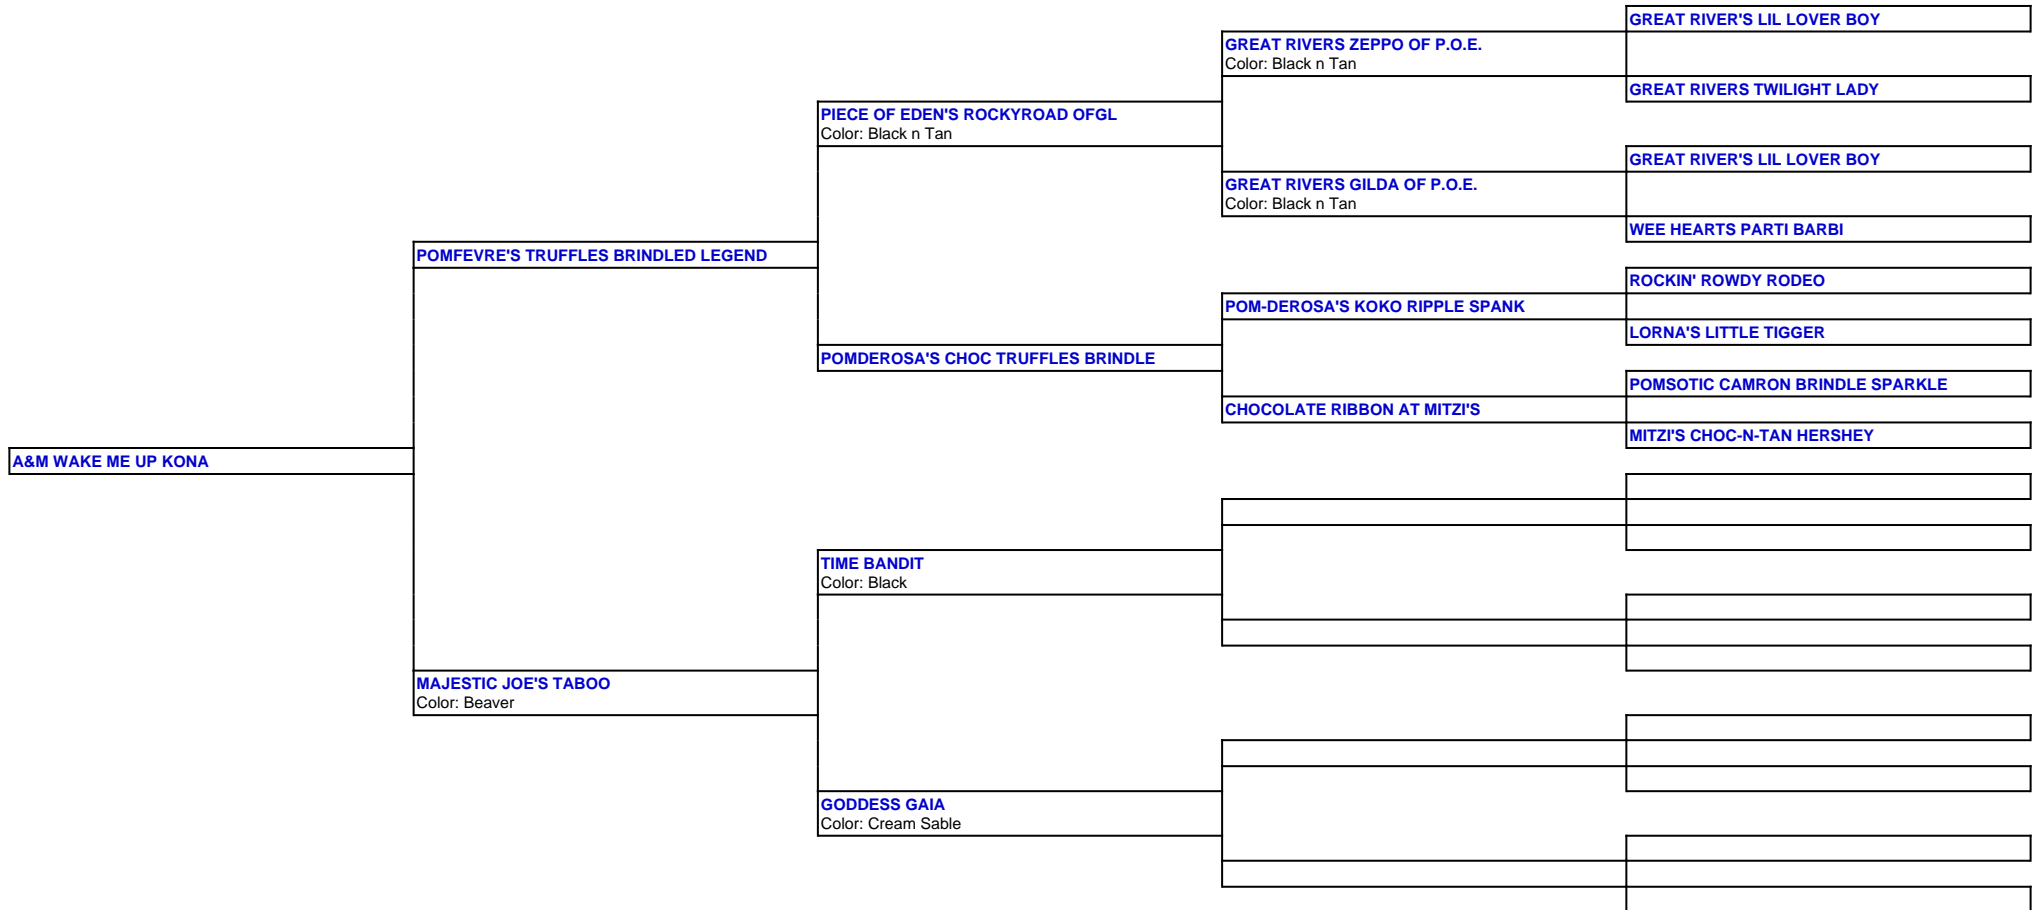 GREAT RIVER'S LIL LOVER BOY
GREAT RIVERS ZEPPO OF P.O.E.
Color: Black n Tan
GREAT RIVERS TWILIGHT LADY
PIECE OF EDEN'S ROCKYROAD OFGL
Color: Black n Tan
GREAT RIVER'S LIL LOVER BOY
GREAT RIVERS GILDA OF P.O.E.
Color: Black n Tan
WEE HEARTS PARTI BARBI
POMFEVRE'S TRUFFLES BRINDLED LEGEND
ROCKIN' ROWDY RODEO
POM-DEROSA'S KOKO RIPPLE SPANK
LORNA'S LITTLE TIGGER
POMDEROSA'S CHOC TRUFFLES BRINDLE
POMSOTIC CAMRON BRINDLE SPARKLE
CHOCOLATE RIBBON AT MITZI'S
MITZI'S CHOC-N-TAN HERSHEY
A&M WAKE ME UP KONA
TIME BANDIT
Color: Black
MAJESTIC JOE'S TABOO
Color: Beaver
GODDESS GAIA
Color: Cream Sable